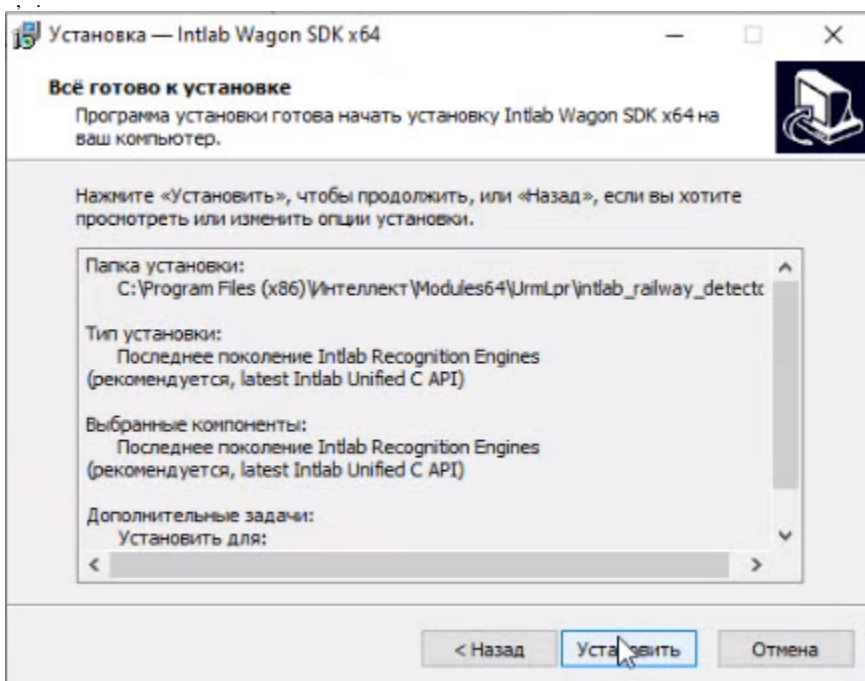 Установка — Intlab Wagon SDK x64
Всё готово к установке
Программа установки готова начать установку Intlab Wagon SDK x64 на
ваш компьютер.
Нажмите «Установить», чтобы продолжить, или «Назад», если вы хотите
просмотреть или изменить опции установки.
Папка установки:
C:\Program Files (x86)\Интеллект\Modules64\UrmLpr\intlab_railway_detectc
Тип установки:
Последнее поколение Intlab Recognition Engines
(рекомендуется, latest Intlab Unified C API)
Выбранные компоненты:
Последнее поколение Intlab Recognition Engines
(рекомендуется, latest Intlab Unified C API)
Дополнительные задачи:
Установить для:
< Назад
Установить
Отмена